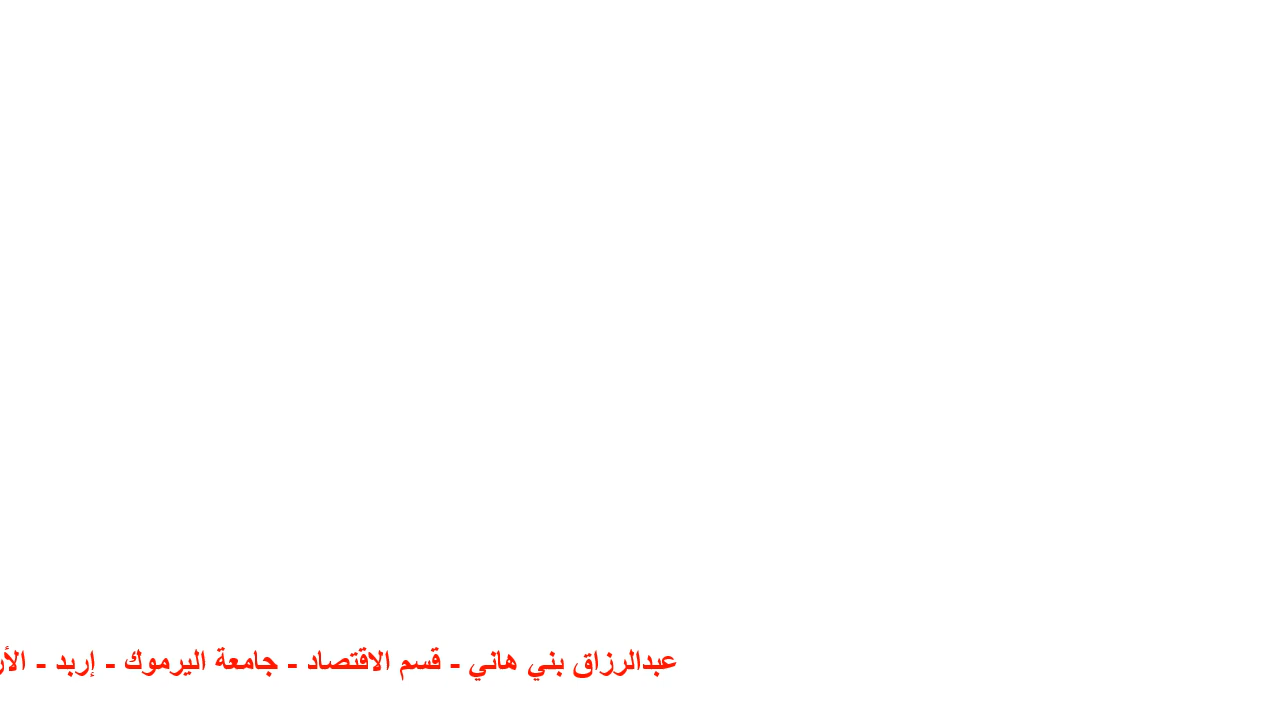 عبدالرزاق بني هاني - قسم الاقتصاد - جامعة اليرموك - إربد -